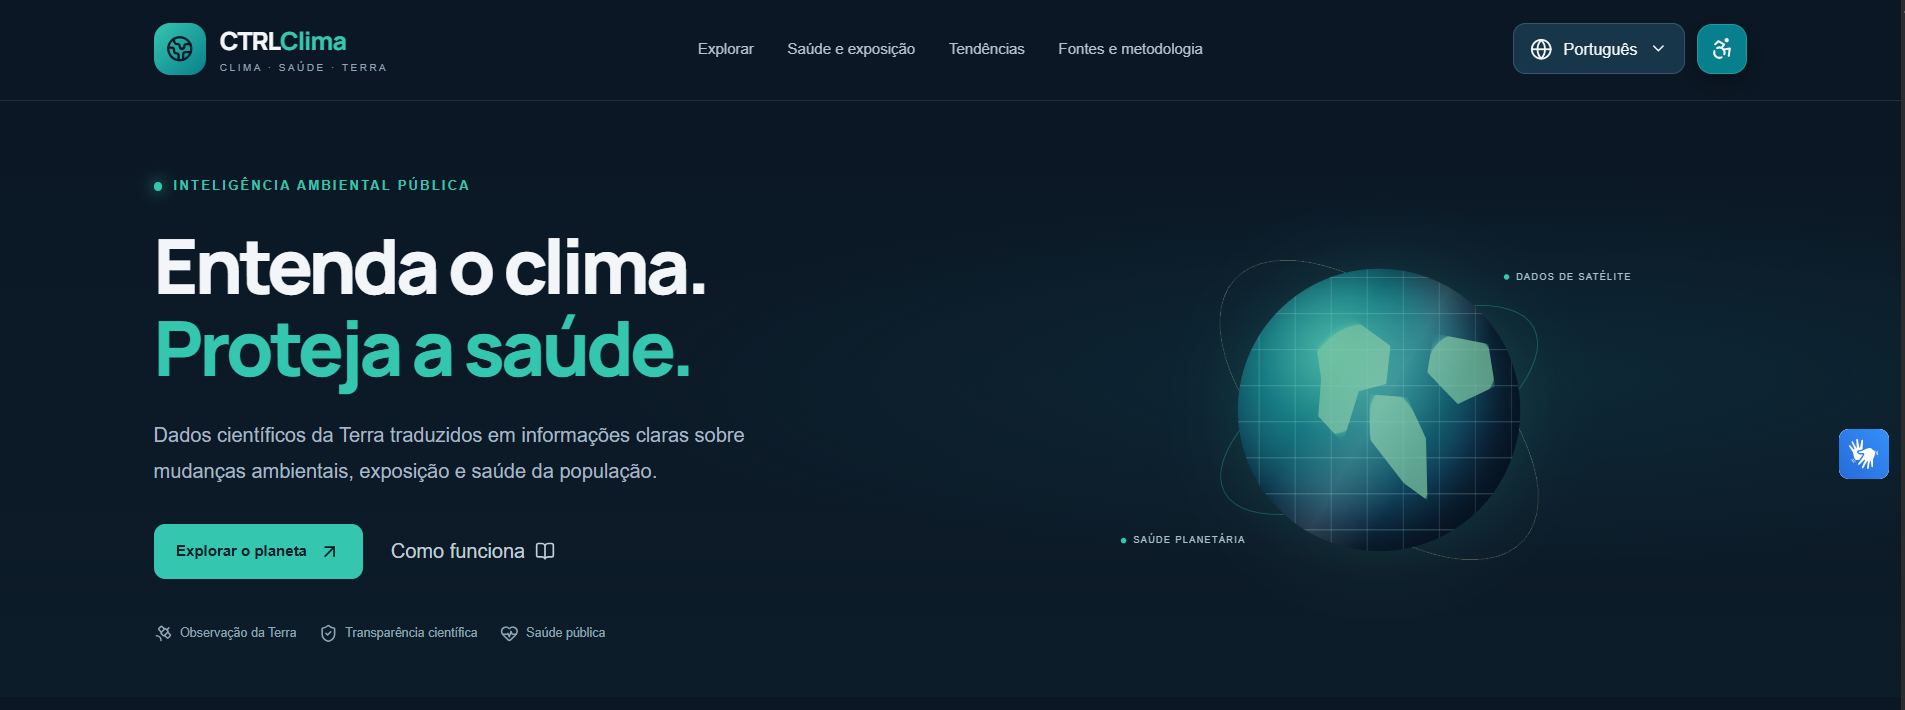 CTRLClima
CLIMA · SAÚDE · TERRA
Explorar
Saúde e exposição
Tendências
Fontes e metodologia
Português
INTELIGÊNCIA AMBIENTAL PÚBLICA
Entenda o clima.
Proteja a saúde.
Dados científicos da Terra traduzidos em informações claras sobre
mudanças ambientais, exposição e saúde da população.
Explorar o planeta
Como funciona
Observação da Terra
Transparência científica
Saúde pública
DADOS DE SATÉLITE
SAÚDE PLANETÁRIA